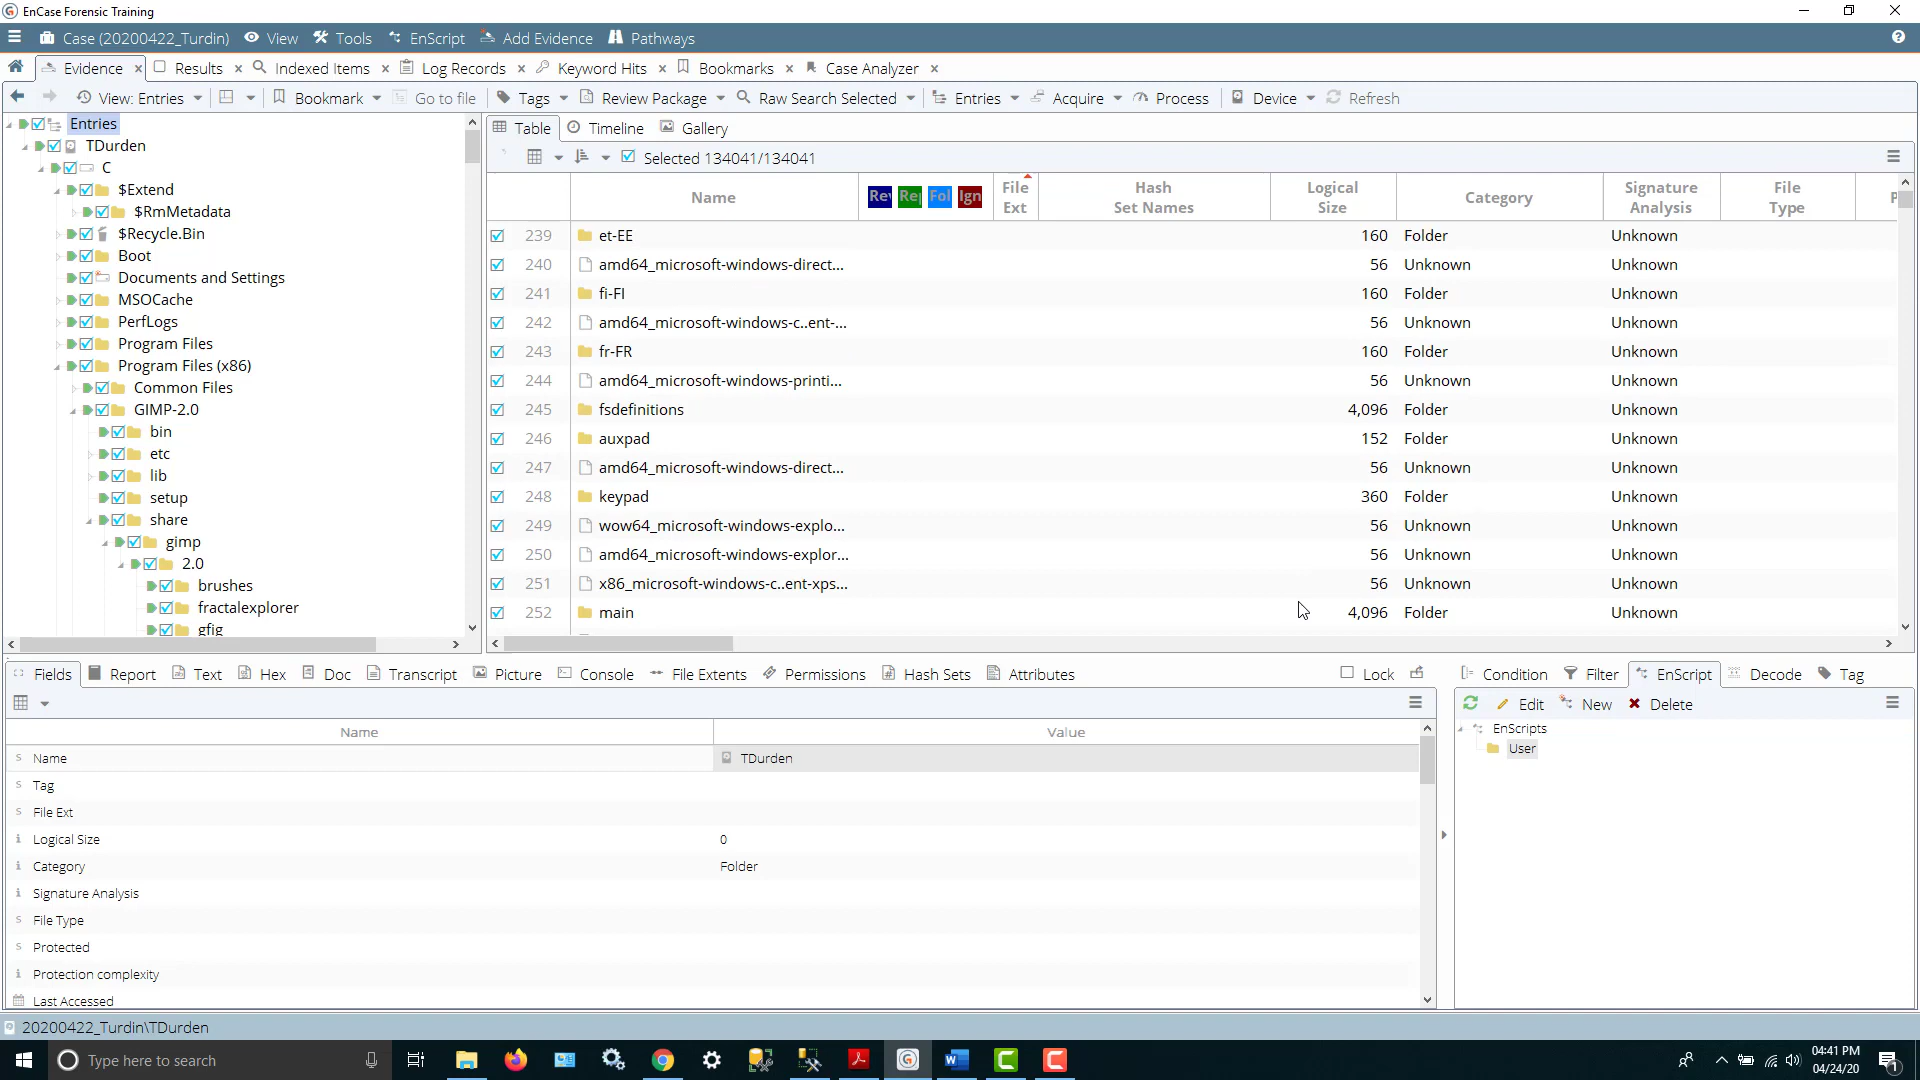 EnCase Forensic Training
Case (20200422_Turdin) View Tools EnScript Add Evidence Pathways
Evidence Results Indexed Items Log Records Keyword Hits Bookmarks Case Analyzer
View: Entries Bookmark Go to file Tags Review Package Raw Search Selected Entries Acquire Process Device Refresh
Entries
TDurden
C
$Extend
$RmMetadata
$Recycle.Bin
Boot
Documents and Settings
MSOCache
PerfLogs
Program Files
Program Files (x86)
Common Files
GIMP-2.0
bin
etc
lib
setup
share
gimp
2.0
brushes
fractalexplorer
gfig
Table Timeline Gallery
Selected 134041/134041
Name Rev Rep Fol Ign File Ext Hash Set Names Logical Size Category Signature Analysis File Type
239 et-EE 160 Folder Unknown
240 amd64_microsoft-windows-direct... 56 Unknown Unknown
241 fi-FI 160 Folder Unknown
242 amd64_microsoft-windows-c..ent-... 56 Unknown Unknown
243 fr-FR 160 Folder Unknown
244 amd64_microsoft-windows-printi... 56 Unknown Unknown
245 fsdefinitions 4,096 Folder Unknown
246 auxpad 152 Folder Unknown
247 amd64_microsoft-windows-direct... 56 Unknown Unknown
248 keypad 360 Folder Unknown
249 wow64_microsoft-windows-explo... 56 Unknown Unknown
250 amd64_microsoft-windows-explor... 56 Unknown Unknown
251 x86_microsoft-windows-c..ent-xps... 56 Unknown Unknown
252 main 4,096 Folder Unknown
Fields Report Text Hex Doc Transcript Picture Console File Extents Permissions Hash Sets Attributes Lock
Name Value
Name TDurden
Tag
File Ext
Logical Size 0
Category Folder
Signature Analysis
File Type
Protected
Protection complexity
Last Accessed
Condition Filter EnScript Decode Tag
Edit New Delete
EnScripts
User
20200422_Turdin\TDurden
Type here to search
04:41 PM
04/24/20
1